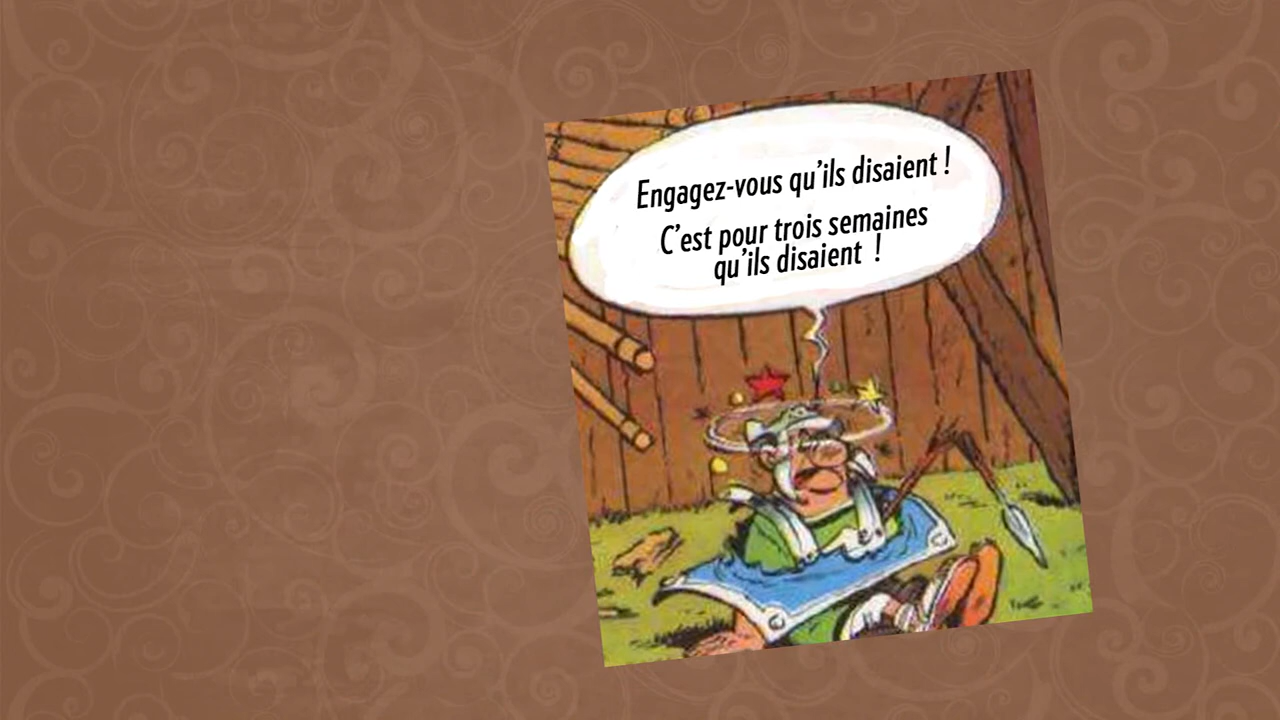 Engagez-vous qu’ils disaient !
C’est pour trois semaines
qu’ils disaient  !